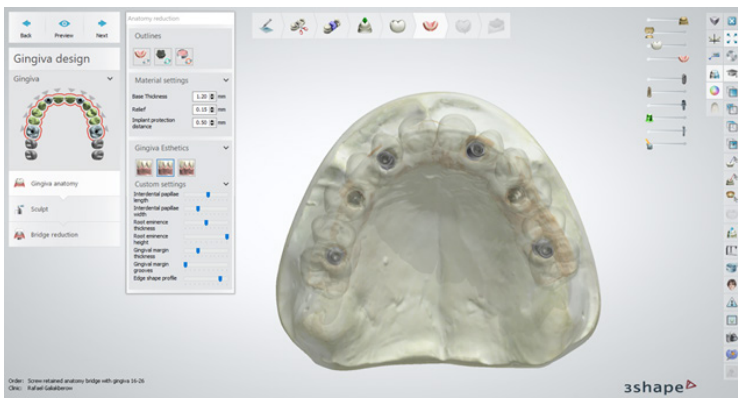 Back Preview Next
Gingiva design
Gingiva
Gingiva anatomy
Sculpt
Bridge reduction
Anatomy reduction
Outlines
Material settings
Base Thickness 1.20 mm
Relief 0.15 mm
Implant protection
distance 0.50 mm
Gingiva Esthetics
Custom settings
Interdental papillae
length
Interdental papillae
width
Root eminence
thickness
Root eminence
height
Gingival margin
thickness
Gingival margin
grooves
Edge shape profile
Order: Screw retained anatomy bridge with gingiva 16-26
Clinic:
3shape